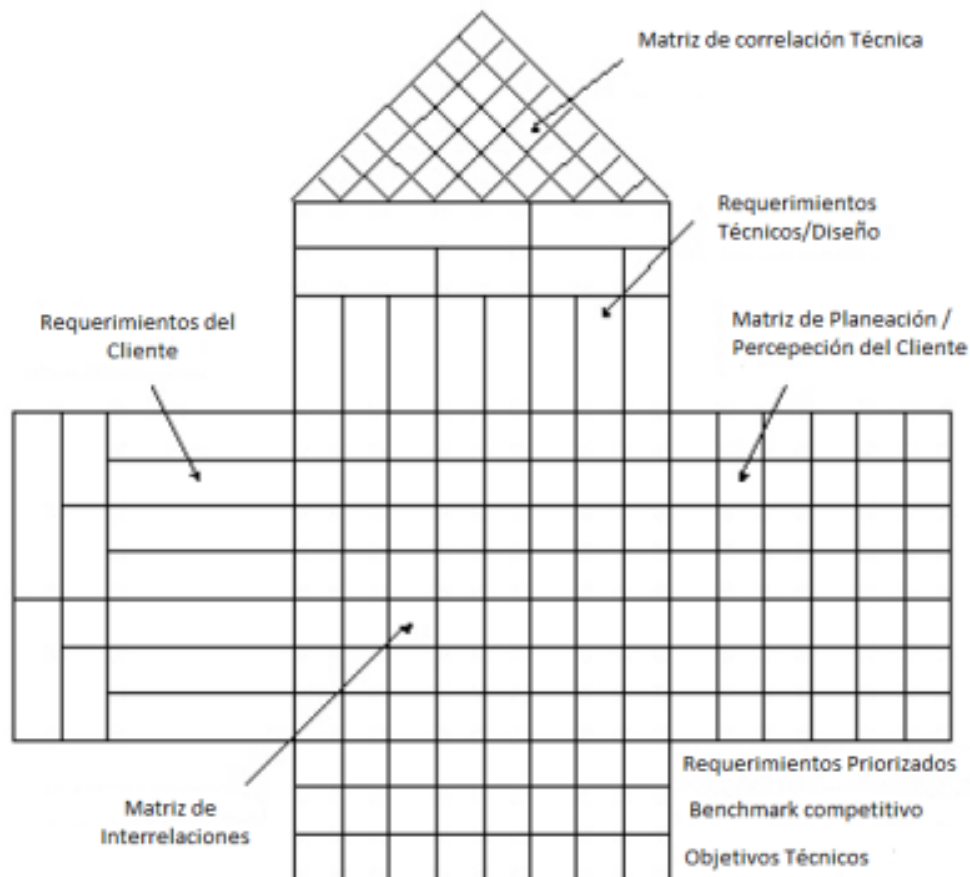 Matriz de correlación Técnica
Requerimientos
Técnicos/Diseño
Requerimientos del
Cliente
Matriz de Planeación /
Percepeción del Cliente
Requerimientos Priorizados
Matriz de
Interrelaciones
Benchmark competitivo
Objetivos Técnicos